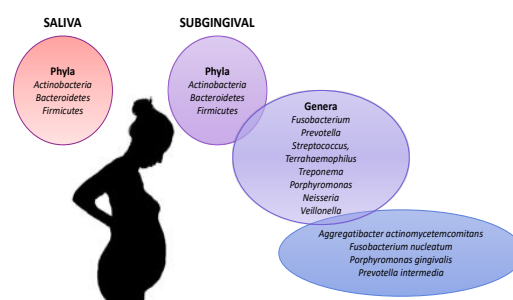 SALIVA
Phyla
Actinobacteria
Bacteroidetes
Firmicutes
SUBGINGIVAL
Phyla
Actinobacteria
Bacteroidetes
Firmicutes
Genera
Fusobacterium
Prevotella
Streptococcus,
Terrahaemophilus
Treponema
Porphyromonas
Neisseria
Veillonella
Aggregatibacter actinomycetemcomitans
Fusobacterium nucleatum
Porphyromonas gingivalis
Prevotella intermedia